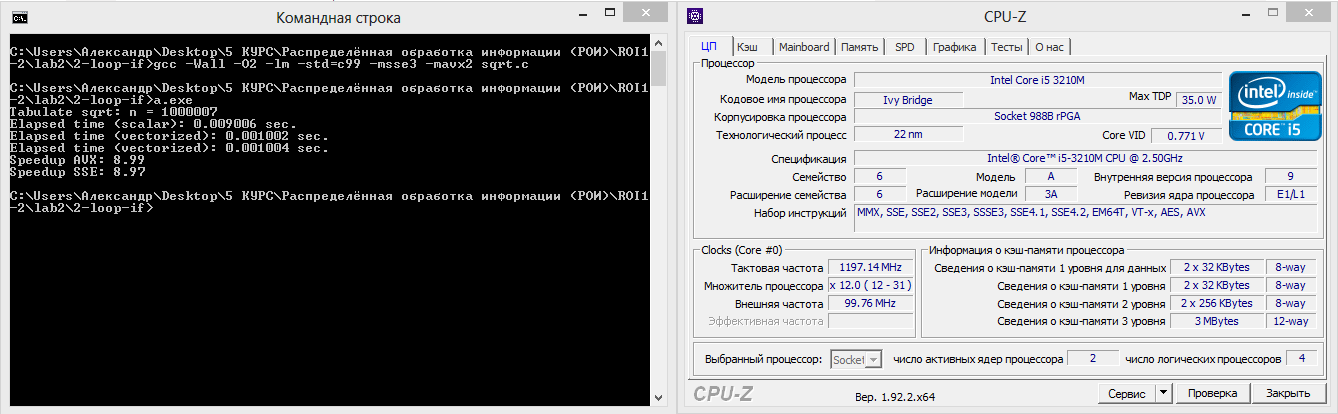 Командная строка
C:\Users\Александр\Desktop\5 КУРС\Распределённая обработка информации (РОИ)\ROI1
-2\lab2\2-loop-if>gcc -Wall -O2 -lm -std=c99 -msse3 -mavx2 sqrt.c
C:\Users\Александр\Desktop\5 КУРС\Распределённая обработка информации (РОИ)\ROI1
-2\lab2\2-loop-if>a.exe
Tabulate sqrt: n = 1000007
Elapsed time (scalar): 0.009006 sec.
Elapsed time (vectorized): 0.001002 sec.
Elapsed time (vectorized): 0.001004 sec.
Speedup AVX: 8.99
Speedup SSE: 8.97
C:\Users\Александр\Desktop\5 КУРС\Распределённая обработка информации (РОИ)\ROI1
-2\lab2\2-loop-if>
CPU-Z
ЦП Кэш Mainboard Память SPD Графика Тесты О нас
Процессор
Модель процессора Intel Core i5 3210M
Кодовое имя процессора Ivy Bridge Max TDP 35.0 W
Корпусировка процессора Socket 988B rPGA
Технологический процесс 22 nm Core VID 0.771 V
intel inside™
CORE™ i5
Спецификация Intel® Core™ i5-3210M CPU @ 2.50GHz
Семейство 6 Модель A Внутренняя версия процессора 9
Расширение семейства 6 Расширение модели 3A Ревизия ядра процессора E1/L1
Набор инструкций MMX, SSE, SSE2, SSE3, SSSE3, SSE4.1, SSE4.2, EM64T, VT-x, AES, AVX
Clocks (Core #0)
Тактовая частота 1197.14 MHz
Множитель процессора x 12.0 ( 12 - 31 )
Внешняя частота 99.76 MHz
Эффективная частота
Информация о кэш-памяти процессора
Сведения о кэш-памяти 1 уровня для данных 2 x 32 KBytes 8-way
Сведения о кэш-памяти 1 уровня 2 x 32 KBytes 8-way
Сведения о кэш-памяти 2 уровня 2 x 256 KBytes 8-way
Сведения о кэш-памяти 3 уровня 3 MBytes 12-way
Выбранный процессор: Socket число активных ядер процессора 2 число логических процессоров 4
CPU-Z Вер. 1.92.2.x64 Сервис Проверка Закрыть